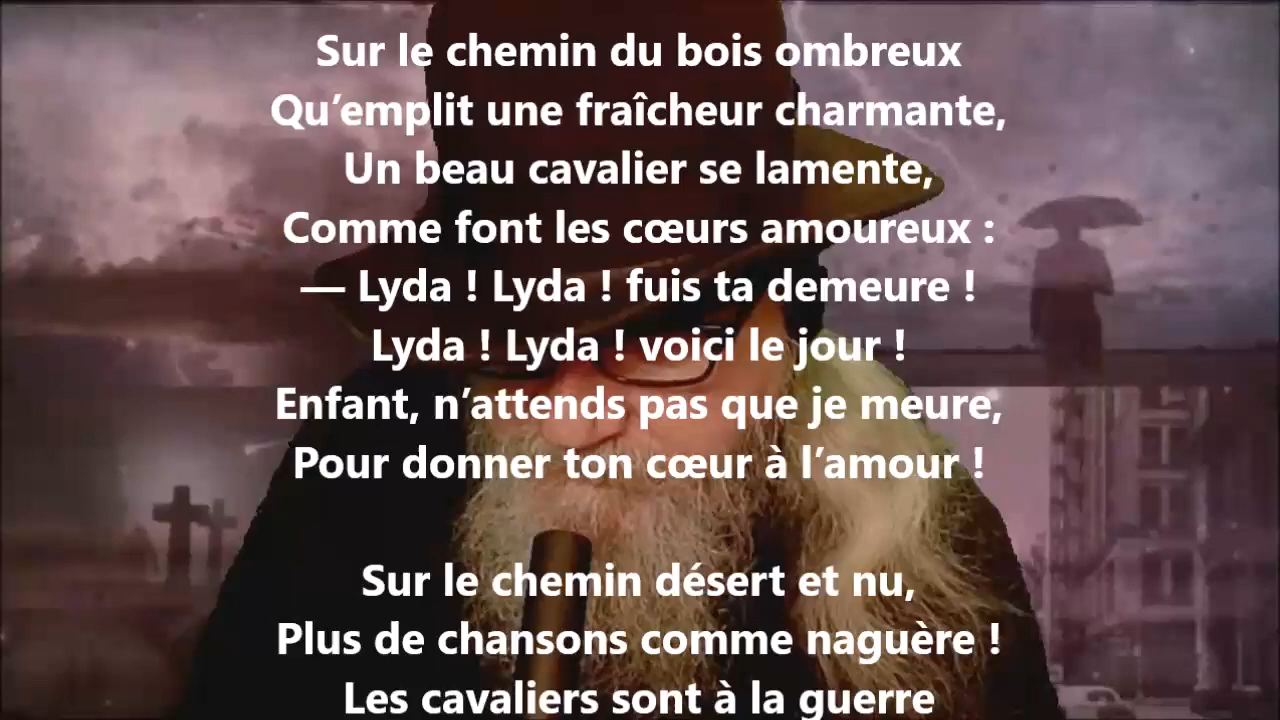 Sur le chemin du bois ombreux
Qu’emplit une fraîcheur charmante,
Un beau cavalier se lamente,
Comme font les cœurs amoureux :
— Lyda ! Lyda ! fuis ta demeure !
Lyda ! Lyda ! voici le jour !
Enfant, n’attends pas que je meure,
Pour donner ton cœur à l’amour !
Sur le chemin désert et nu,
Plus de chansons comme naguère !
Les cavaliers sont à la guerre